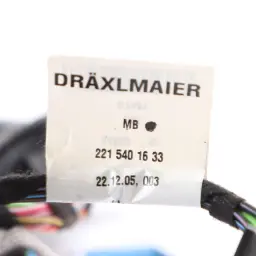 DRÄXLMAIER
MB
221 540 16 33
22.12.05, 003